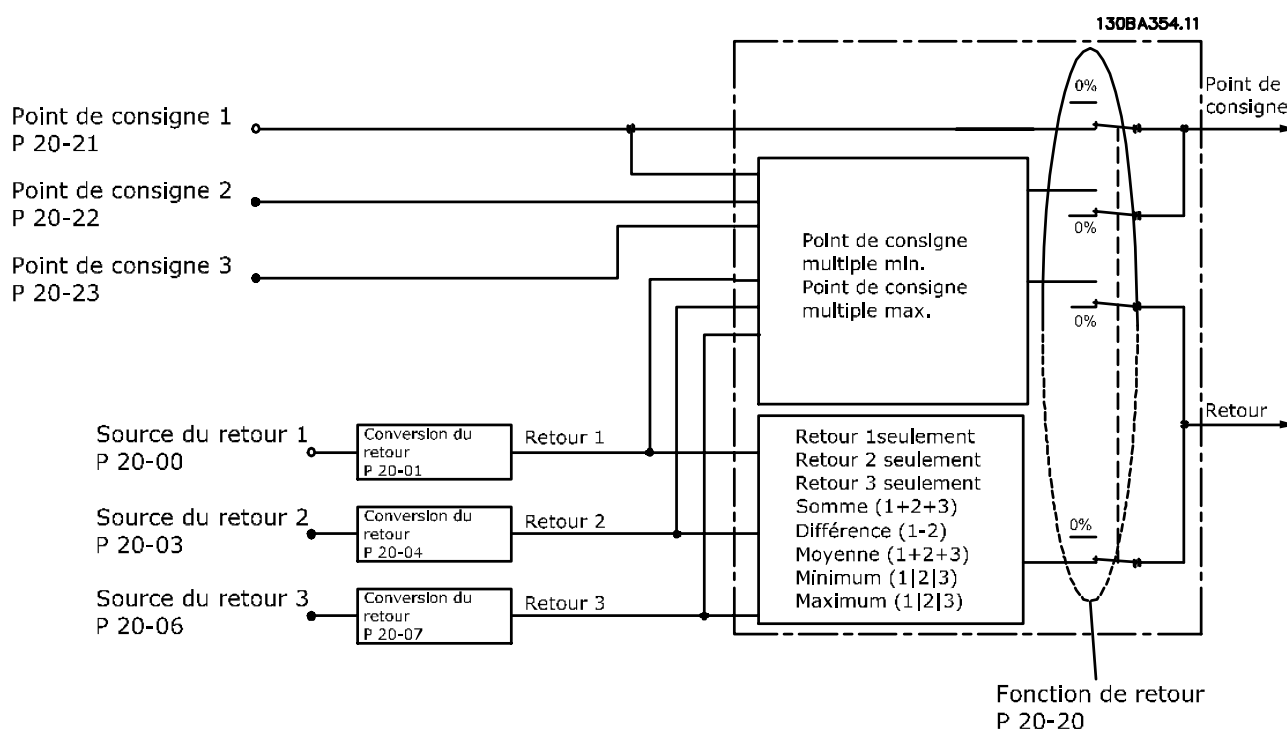 130BA354.11
Point de consigne 1
P 20-21
Point de consigne 2
P 20-22
Point de consigne 3
P 20-23
0%
Point de
consigne
0%
Point de consigne
multiple min.
Point de consigne
multiple max.
0%
Retour
Source du retour 1
P 20-00
Conversion du
retour
P 20-01
Retour 1
Source du retour 2
P 20-03
Conversion du
retour
P 20-04
Retour 2
Source du retour 3
P 20-06
Conversion du
retour
P 20-07
Retour 3
Retour 1seulement
Retour 2 seulement
Retour 3 seulement
Somme (1+2+3)
Différence (1-2)
Moyenne (1+2+3)
Minimum (1|2|3)
Maximum (1|2|3)
0%
Fonction de retour
P 20-20